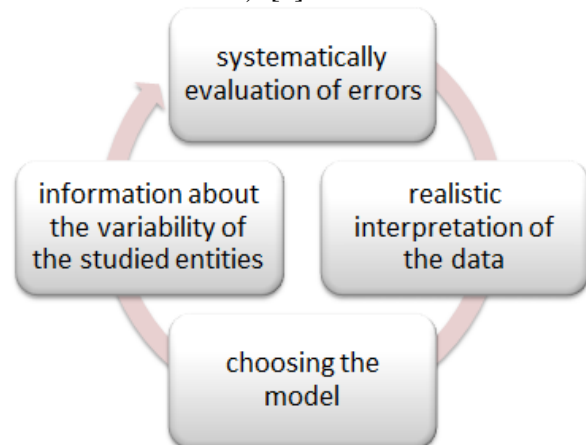 systematically
evaluation of errors
realistic
interpretation of
the data
choosing the
model
information about
the variability of
the studied entities